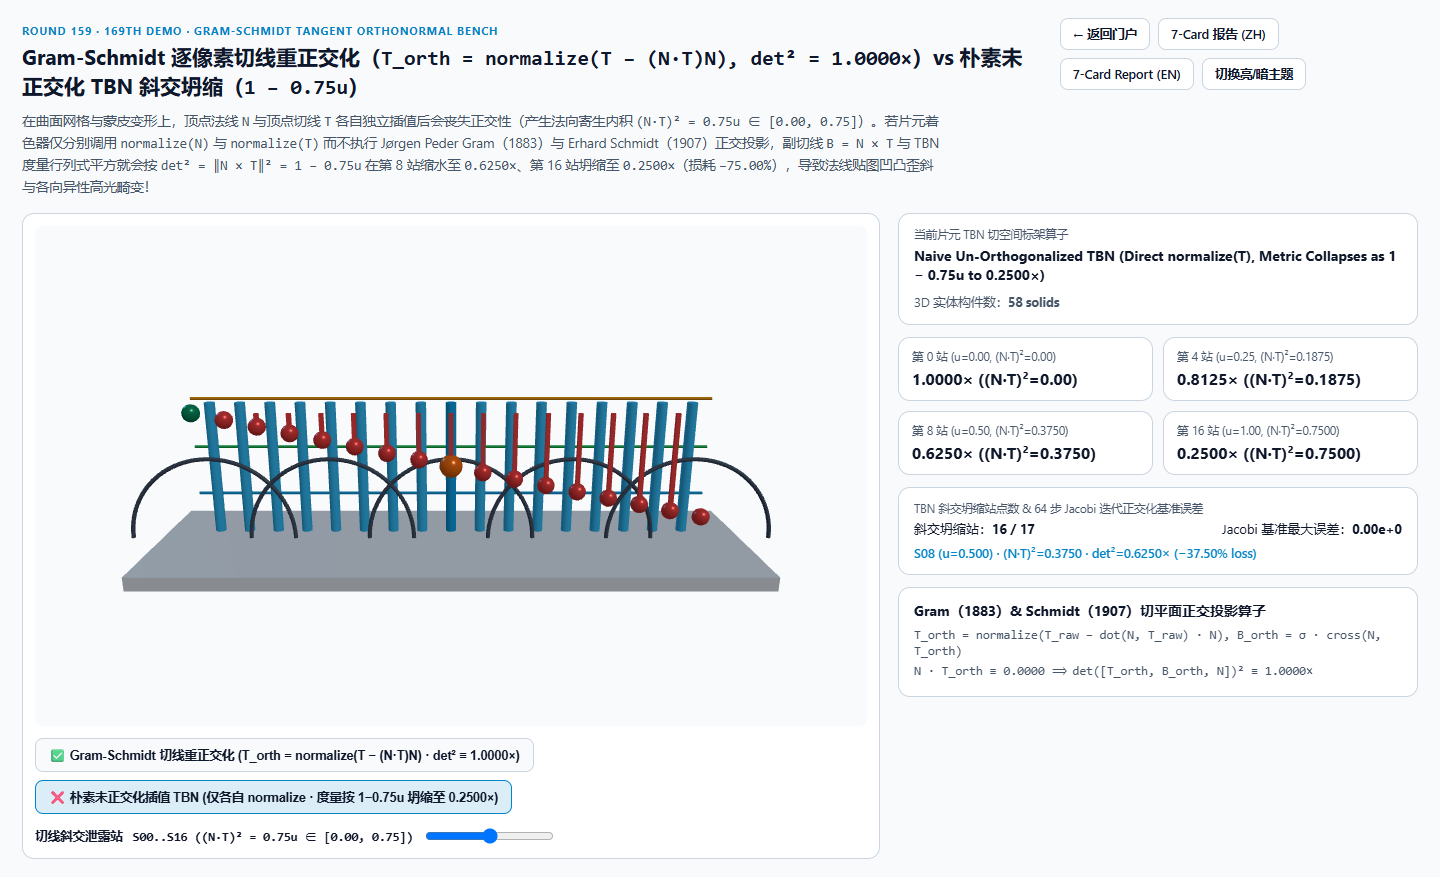 ROUND 159 · 169TH DEMO · GRAM-SCHMIDT TANGENT ORTHONORMAL BENCH
Gram-Schmidt 逐像素切线重正交化（T_orth = normalize(T − (N·T)N), det² = 1.0000×）vs 朴素未
正交化 TBN 斜交坍缩（1 − 0.75u）
← 返回门户
7-Card 报告 (ZH)
7-Card Report (EN)
切换亮/暗主题
在曲面网格与蒙皮变形上，顶点法线 N 与顶点切线 T 各自独立插值后会丧失正交性（产生法向寄生内积 (N·T)² = 0.75u ∈ [0.00, 0.75]）。若片元着
色器仅分别调用 normalize(N) 与 normalize(T) 而不执行 Jørgen Peder Gram（1883）与 Erhard Schmidt（1907）正交投影，副切线 B = N × T 与 TBN
度量行列式平方就会按 det² = ‖N × T‖² = 1 − 0.75u 在第 8 站缩水至 0.6250×、第 16 站坍缩至 0.2500×（损耗 −75.00%），导致法线贴图凹凸歪斜
与各向异性高光畸变！
当前片元 TBN 切空间标架算子
Naive Un-Orthogonalized TBN (Direct normalize(T), Metric Collapses as 1
− 0.75u to 0.2500×)
3D 实体构件数：58 solids
第 0 站 (u=0.00, (N·T)²=0.00)
1.0000× ((N·T)²=0.00)
第 4 站 (u=0.25, (N·T)²=0.1875)
0.8125× ((N·T)²=0.1875)
第 8 站 (u=0.50, (N·T)²=0.3750)
0.6250× ((N·T)²=0.3750)
第 16 站 (u=1.00, (N·T)²=0.7500)
0.2500× ((N·T)²=0.7500)
TBN 斜交坍缩站点数 & 64 步 Jacobi 迭代正交化基准误差
斜交坍缩站：16 / 17
Jacobi 基准最大误差：0.00e+0
S08 (u=0.500) · (N·T)²=0.3750 · det²=0.6250× (−37.50% loss)
Gram（1883）& Schmidt（1907）切平面正交投影算子
T_orth = normalize(T_raw − dot(N, T_raw) · N), B_orth = σ · cross(N,
T_orth)
N · T_orth ≡ 0.0000 ⟹ det([T_orth, B_orth, N])² ≡ 1.0000×
✅ Gram-Schmidt 切线重正交化 (T_orth = normalize(T − (N·T)N) · det² ≡ 1.0000×)
❌ 朴素未正交化插值 TBN (仅各自 normalize · 度量按 1−0.75u 坍缩至 0.2500×)
切线斜交泄露站 S00..S16 ((N·T)² = 0.75u ∈ [0.00, 0.75])